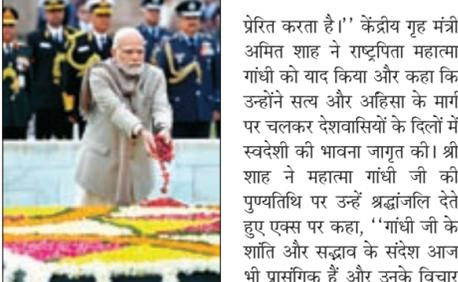 प्रेरित करता है।’’ केंद्रीय गृह मंत्री
अमित शाह ने राष्ट्रपिता महात्मा
गांधी को याद किया और कहा कि
उन्होंने सत्य और अहिंसा के मार्ग
पर चलकर देशवासियों के दिलों में
स्वदेशी की भावना जागृत की। श्री
शाह ने महात्मा गांधी जी की
पुण्यतिथि पर उन्हें श्रद्धांजलि देते
हुए एक्स पर कहा, ‘‘गांधी जी के
शांति और सद्भाव के संदेश आज
भी प्रासंगिक हैं और उनके विचार